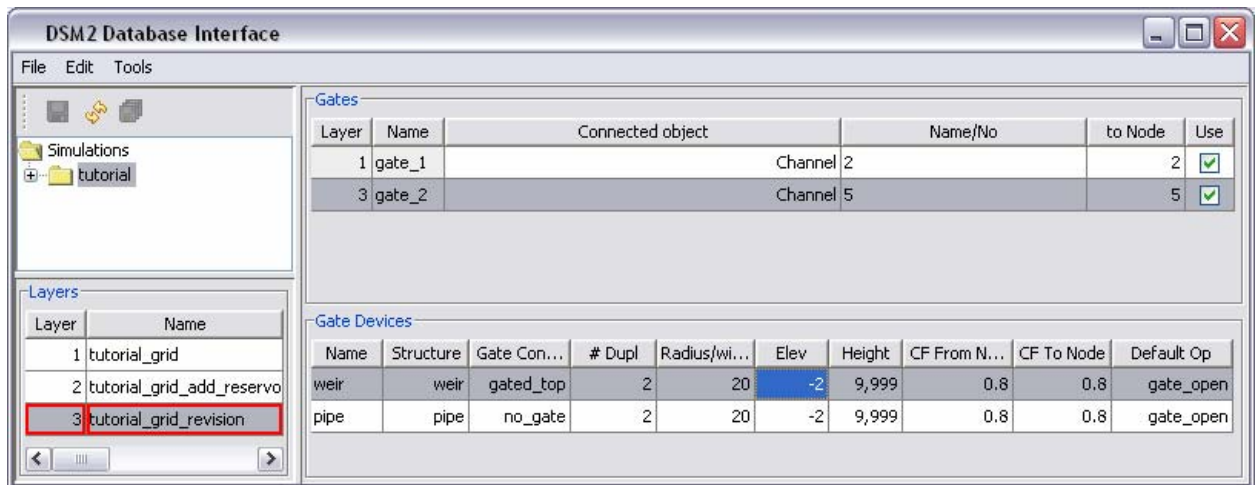 DSM2 Database Interface
File Edit Tools
Simulations
tutorial
Layers
Layer Name
1 tutorial_grid
2 tutorial_grid_add_reservo
3 tutorial_grid_revision
Gates
Layer Name Connected object Name/No to Node Use
1 gate_1 Channel 2 2
3 gate_2 Channel 5 5
Gate Devices
Name Structure Gate Con... # Dupl Radius/wi... Elev Height CF From N... CF To Node Default Op
weir weir gated_top 2 20 -2 9,999 0.8 0.8 gate_open
pipe pipe no_gate 2 20 -2 9,999 0.8 0.8 gate_open